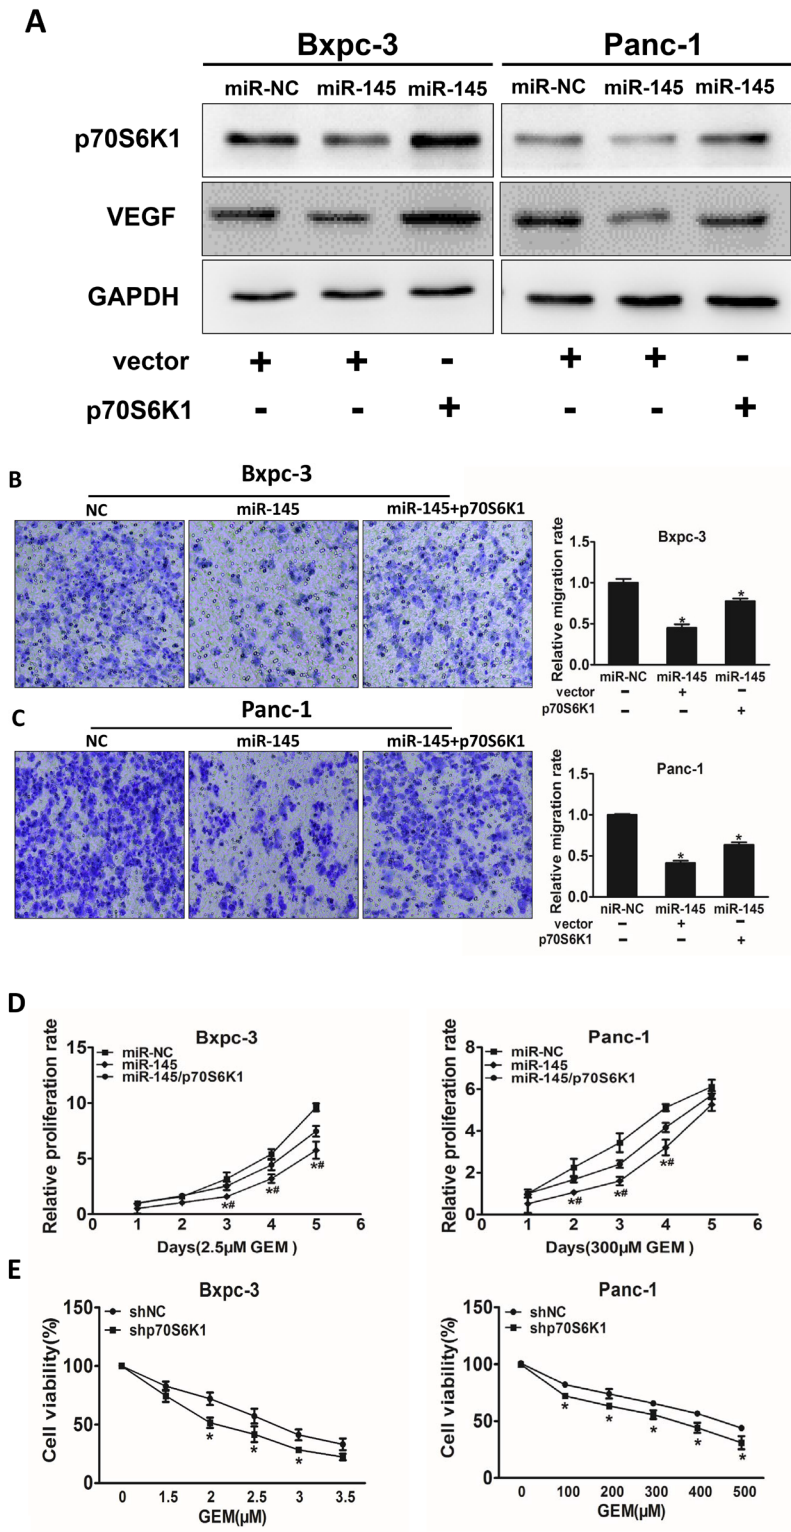 A
Bxpc-3 Panc-1
miR-NC miR-145 miR-145 miR-NC miR-145 miR-145
p70S6K1
VEGF
GAPDH
vector + + - + + -
p70S6K1 - - + - - +
B
Bxpc-3
NC miR-145 miR-145+p70S6K1
Bxpc-3
Relative migration rate
1.5
1.0
0.5
0.0
* *
miR-NC miR-145 miR-145
vector – + –
p70S6K1 – – +
C
Panc-1
NC miR-145 miR-145+p70S6K1
Panc-1
Relative migration rate
1.5
1.0
0.5
0.0
* *
niR-NC miR-145 miR-145
vector – + –
p70S6K1 – – +
D
Bxpc-3
miR-NC
miR-145
miR-145/p70S6K1
Relative proliferation rate
15
10
5
0
*# *# *#
0 1 2 3 4 5 6
Days(2.5µM GEM )
Panc-1
miR-NC
miR-145
miR-145/p70S6K1
Relative proliferation rate
8
6
4
2
0
*# *# *#
0 1 2 3 4 5 6
Days(300µM GEM )
E
Bxpc-3
shNC
shp70S6K1
Cell viability(%)
150
100
50
0
* * *
0 1.5 2 2.5 3 3.5
GEM(µM)
Panc-1
shNC
shp70S6K1
Cell viability(%)
150
100
50
0
* * * * *
0 100 200 300 400 500
GEM(µM)